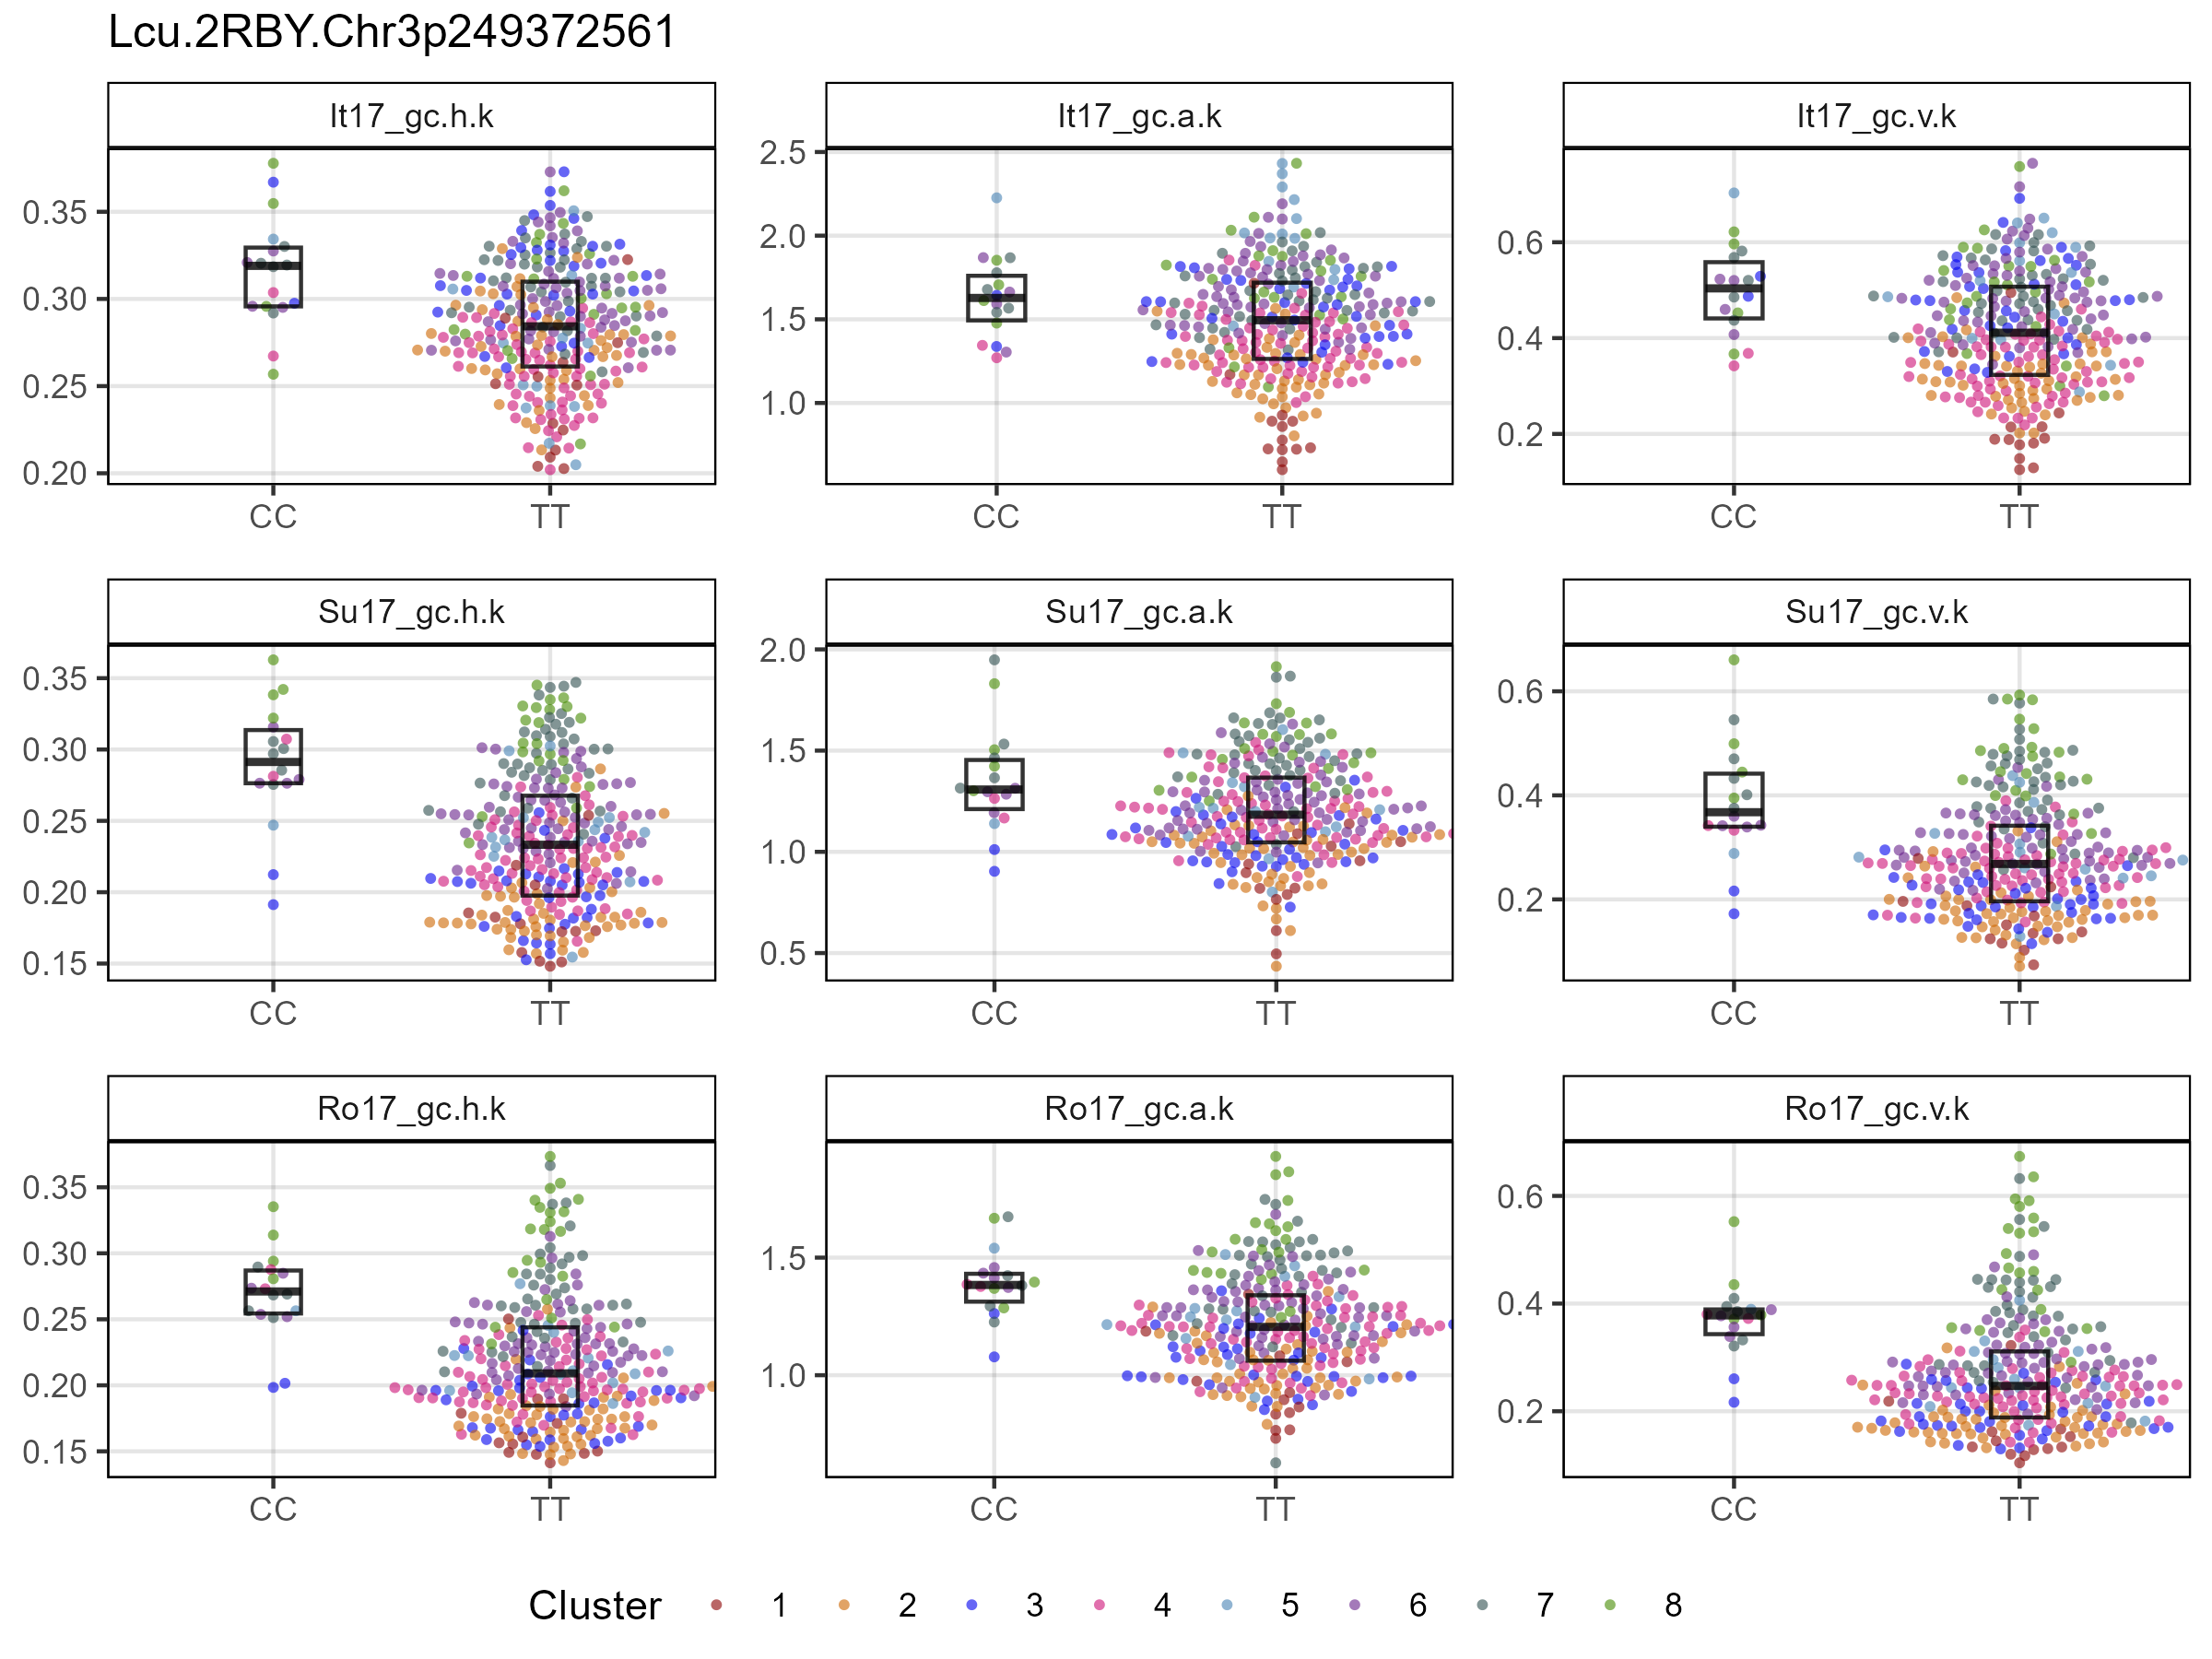 Lcu.2RBY.Chr3p249372561
It17_gc.h.k
It17_gc.a.k
It17_gc.v.k
0.35
0.30
0.25
0.20
CC
TT
2.5
2.0
1.5
1.0
CC
TT
0.6
0.4
0.2
CC
TT
Su17_gc.h.k
Su17_gc.a.k
Su17_gc.v.k
0.35
0.30
0.25
0.20
0.15
CC
TT
2.0
1.5
1.0
0.5
CC
TT
0.6
0.4
0.2
CC
TT
Ro17_gc.h.k
Ro17_gc.a.k
Ro17_gc.v.k
0.35
0.30
0.25
0.20
0.15
CC
TT
1.5
1.0
CC
TT
0.6
0.4
0.2
CC
TT
Cluster 1 2 3 4 5 6 7 8